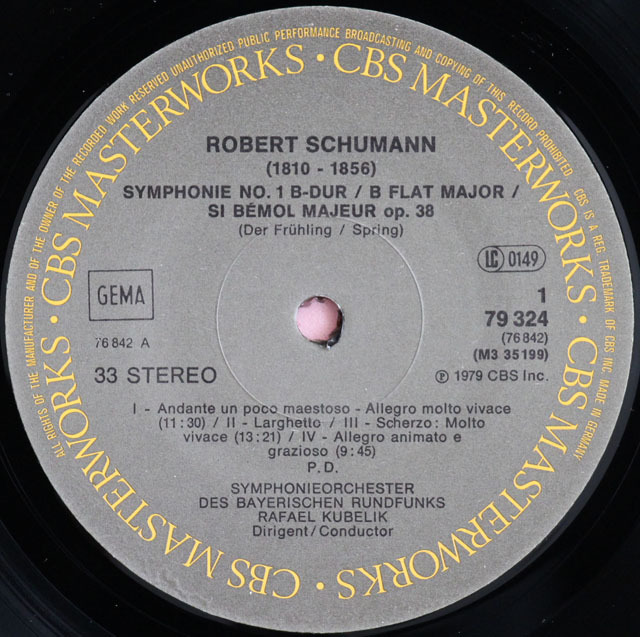 ALL RIGHTS OF THE MANUFACTURER AND OF THE OWNER OF THE RECORDED WORK RESERVED UNAUTHORIZED PUBLIC PERFORMANCE BROADCASTING AND COPYING OF THIS RECORD PROHIBITED. CBS IS A REG. TRADEMARK OF CBS INC. MADE IN GERMANY
CBS MASTERWORKS · CBS MASTERWORKS · CBS MASTERWORKS · CBS MASTERWORKS ·
ROBERT SCHUMANN
(1810 - 1856)
SYMPHONIE NO. 1 B-DUR / B FLAT MAJOR /
SI BÉMOL MAJEUR op. 38
(Der Frühling / Spring)
LC 0149
GEMA
1
79 324
76 842 A
(76842)
(M3 35199)
33 STEREO
℗ 1979 CBS Inc.
I - Andante un poco maestoso - Allegro molto vivace
(11:30) / II - Larghetto / III - Scherzo: Molto
vivace (13:21) / IV - Allegro animato e
grazioso (9:45)
P.D.
SYMPHONIEORCHESTER
DES BAYERISCHEN RUNDFUNKS
RAFAEL KUBELIK
Dirigent/Conductor